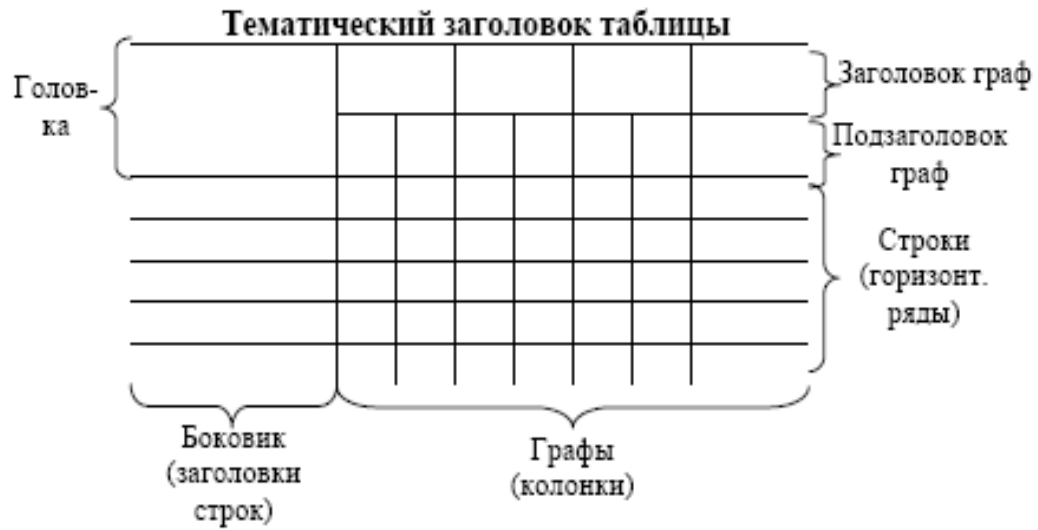 Тематический заголовок таблицы
Голов-
ка
Заголовок граф
Подзаголовок
граф
Строки
(горизонт.
ряды)
Боковик
(заголовки
строк)
Графы
(колонки)